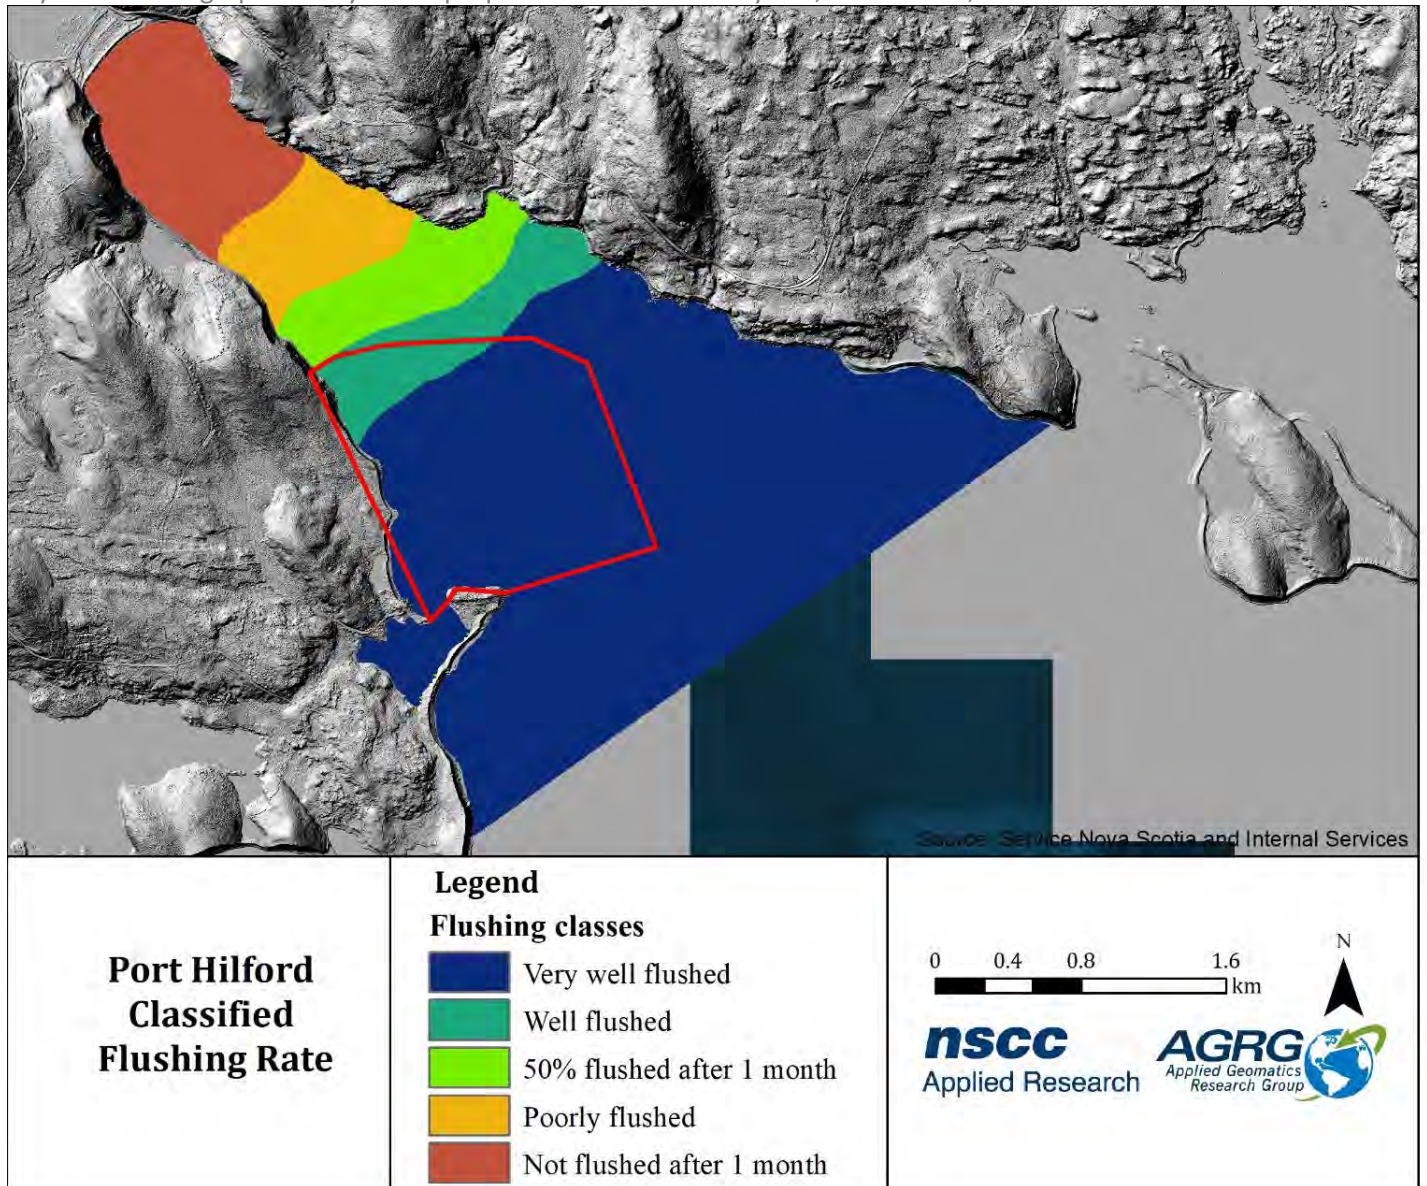 Source: Service Nova Scotia and Internal Services
Port Hilford
Classified
Flushing Rate
Legend
Flushing classes
Very well flushed
Well flushed
50% flushed after 1 month
Poorly flushed
Not flushed after 1 month
N
0 0.4 0.8 1.6
km
nscc
Applied Research
AGRG
Applied Geomatics
Research Group